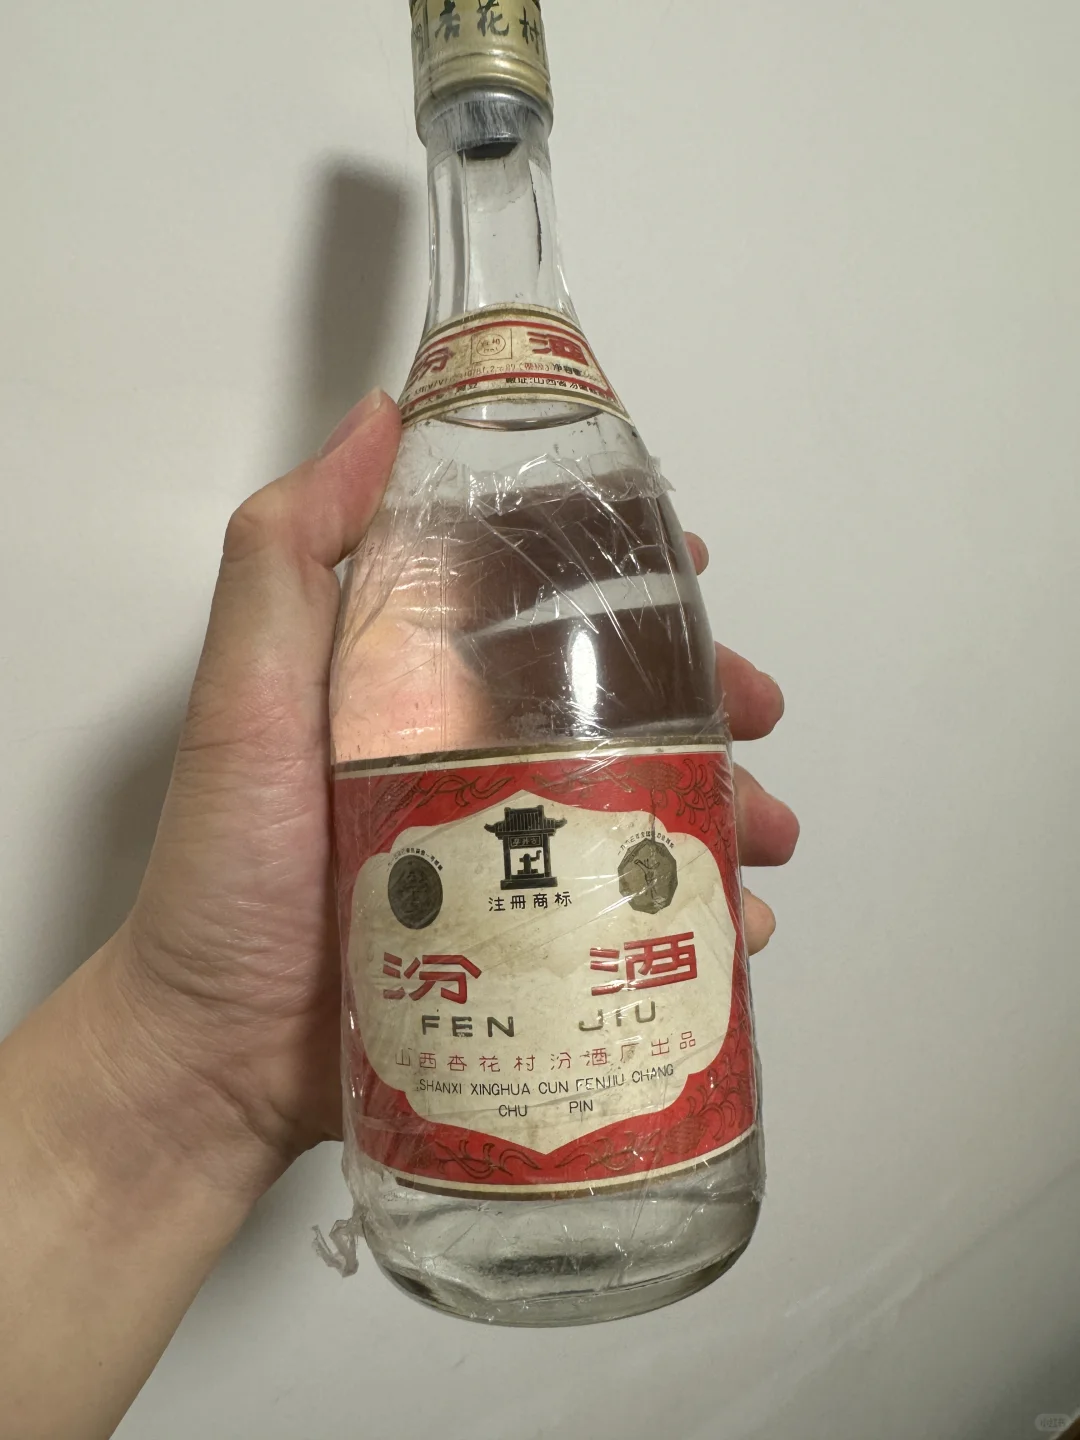 杏花村
汾 酒
注册商标
汾 酒
FEN JIU
山西杏花村汾酒厂出品
SHANXI XINGHUA CUN FENJIU CHANG
CHU PIN